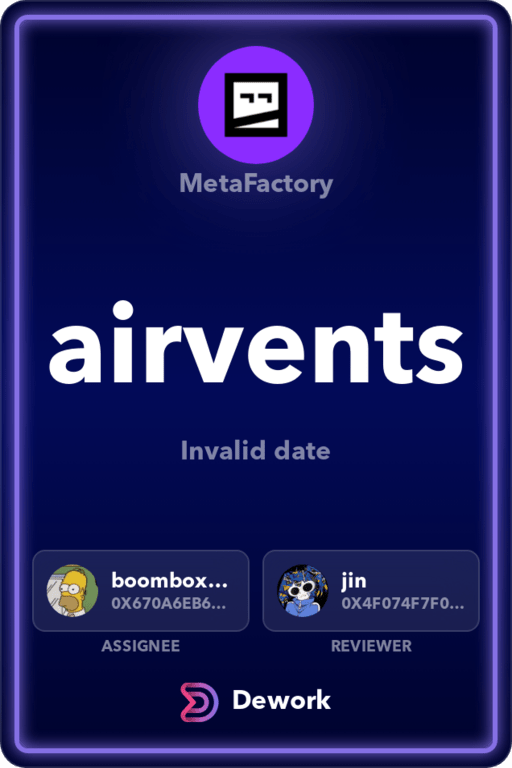 MetaFactory
airvents
Invalid date
boombox...
0X670A6EB6...
ASSIGNEE
jin
0X4F074F7F0...
REVIEWER
Dework